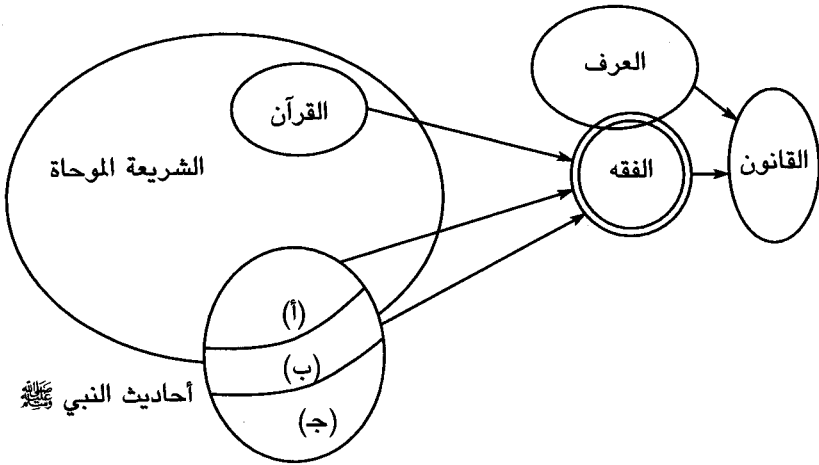 العرف
القرآن
الشريعة الموحاة
الفقه
القانون
(أ)
(ب)
أحاديث النبي ﷺ
(جـ)